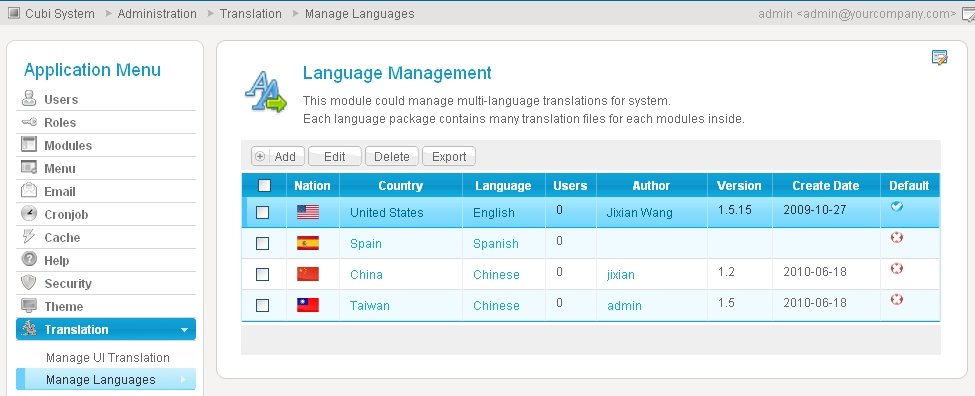 Cubi System Administration Translation Manage Languages admin <admin@yourcompany.com>
Application Menu
Users
Roles
Modules
Menu
Email
Cronjob
Cache
Help
Security
Theme
Translation
Manage UI Translation
Manage Languages
Language Management
This module could manage multi-language translations for system.
Each language package contains many translation files for each modules inside.
Add Edit Delete Export
Nation Country Language Users Author Version Create Date Default
United States English 0 Jixian Wang 1.5.15 2009-10-27
Spain Spanish 0
China Chinese 0 jixian 1.2 2010-06-18
Taiwan Chinese 0 admin 1.5 2010-06-18